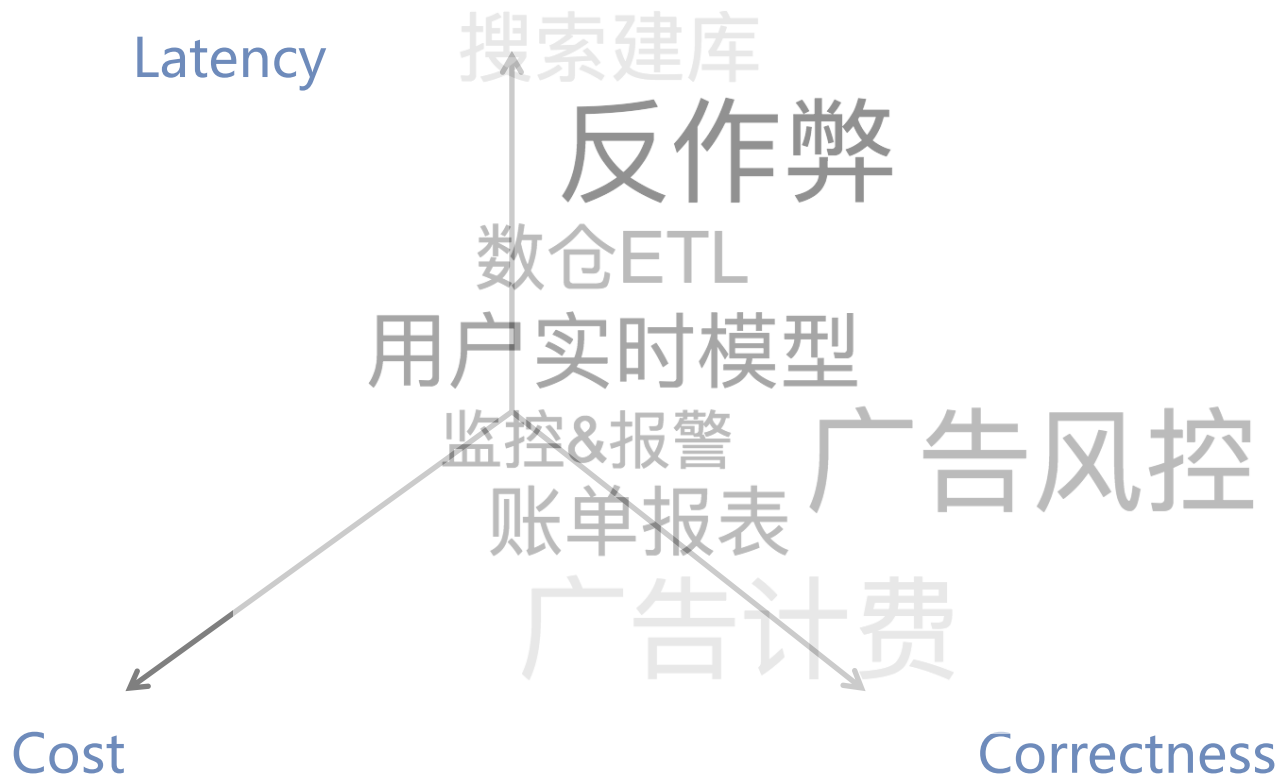 搜索建库
Latency
反作弊
数仓ETL
用户实时模型
监控&报警
广告风控
账单报表
广告计费
Cost
Correctness